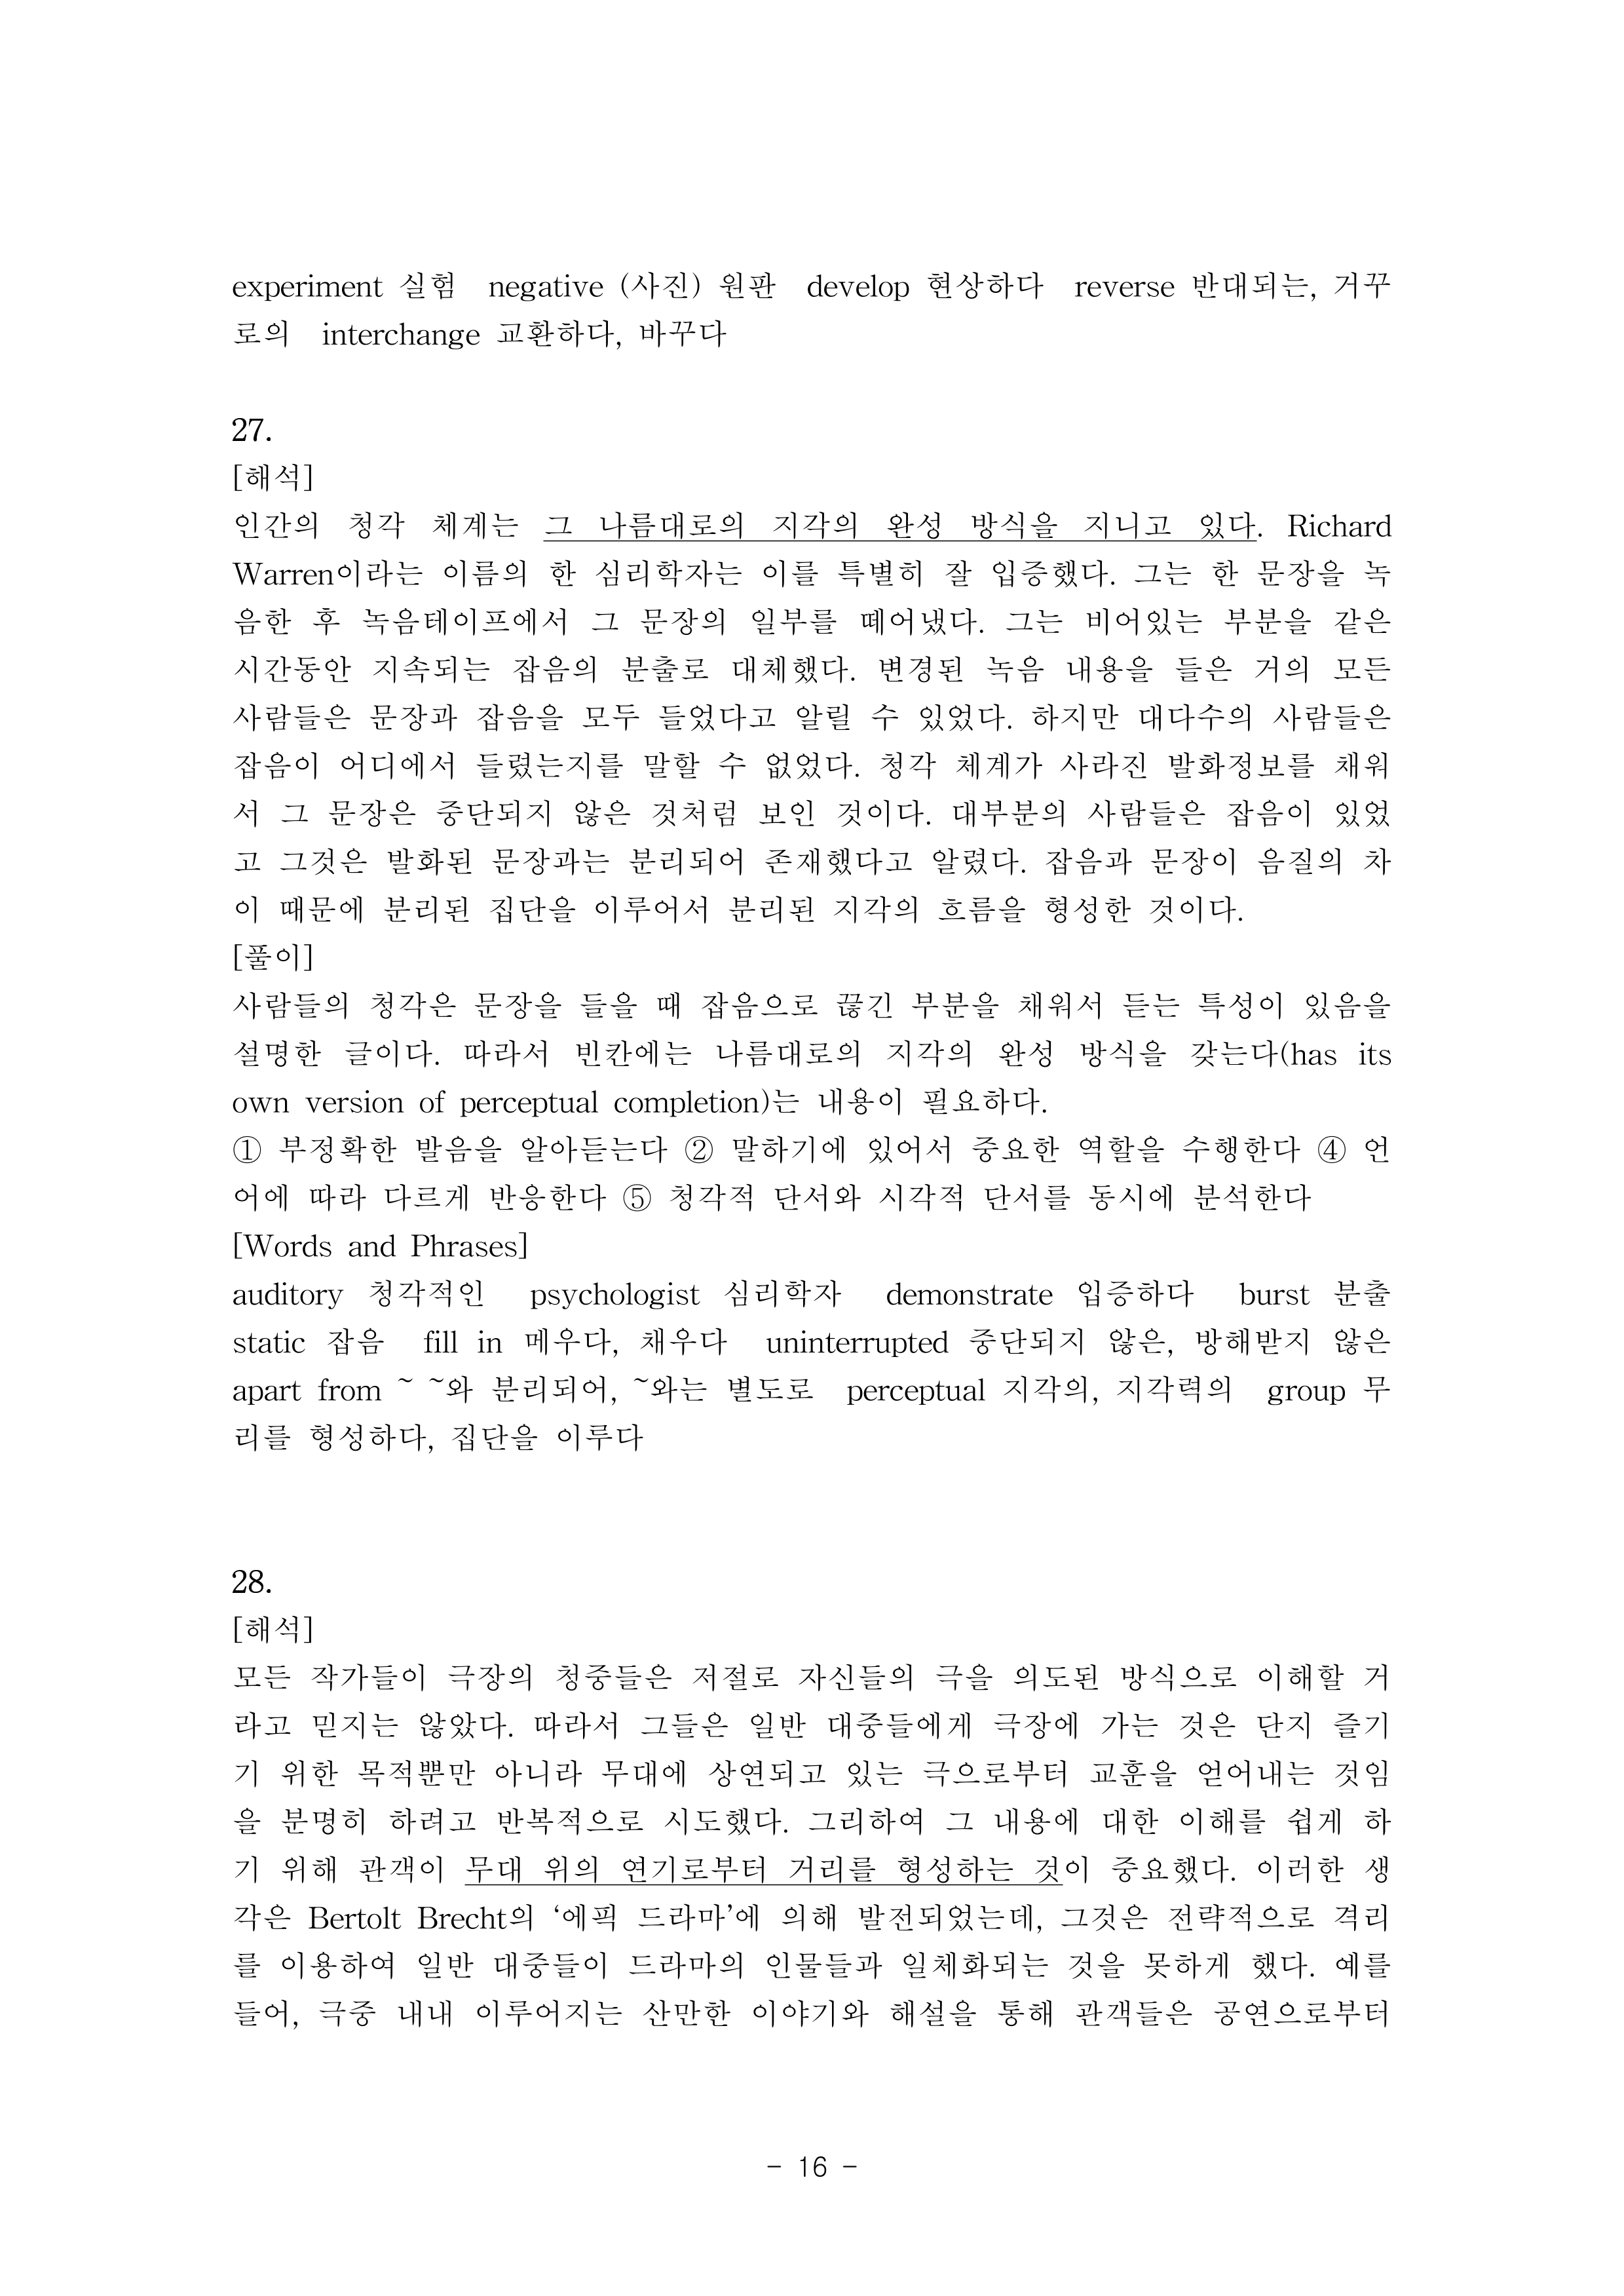 experiment 실험  negative (사진) 원판  develop 현상하다  reverse 반대되는, 거꾸
로의  interchange 교환하다, 바꾸다
27.
[해석]
인간의 청각 체계는 그 나름대로의 지각의 완성 방식을 지니고 있다. Richard
Warren이라는 이름의 한 심리학자는 이를 특별히 잘 입증했다. 그는 한 문장을 녹
음한 후 녹음테이프에서 그 문장의 일부를 떼어냈다. 그는 비어있는 부분을 같은
시간동안 지속되는 잡음의 분출로 대체했다. 변경된 녹음 내용을 들은 거의 모든
사람들은 문장과 잡음을 모두 들었다고 알릴 수 있었다. 하지만 대다수의 사람들은
잡음이 어디에서 들렸는지를 말할 수 없었다. 청각 체계가 사라진 발화정보를 채워
서 그 문장은 중단되지 않은 것처럼 보인 것이다. 대부분의 사람들은 잡음이 있었
고 그것은 발화된 문장과는 분리되어 존재했다고 알렸다. 잡음과 문장이 음질의 차
이 때문에 분리된 집단을 이루어서 분리된 지각의 흐름을 형성한 것이다.
[풀이]
사람들의 청각은 문장을 들을 때 잡음으로 끊긴 부분을 채워서 듣는 특성이 있음을
설명한 글이다. 따라서 빈칸에는 나름대로의 지각의 완성 방식을 갖는다(has its
own version of perceptual completion)는 내용이 필요하다.
① 부정확한 발음을 알아듣는다 ② 말하기에 있어서 중요한 역할을 수행한다 ④ 언
어에 따라 다르게 반응한다 ⑤ 청각적 단서와 시각적 단서를 동시에 분석한다
[Words and Phrases]
auditory 청각적인  psychologist 심리학자  demonstrate 입증하다  burst 분출
static 잡음  fill in 메우다, 채우다  uninterrupted 중단되지 않은, 방해받지 않은
apart from ~ ~와 분리되어, ~와는 별도로  perceptual 지각의, 지각력의  group 무
리를 형성하다, 집단을 이루다
28.
[해석]
모든 작가들이 극장의 청중들은 저절로 자신들의 극을 의도된 방식으로 이해할 거
라고 믿지는 않았다. 따라서 그들은 일반 대중들에게 극장에 가는 것은 단지 즐기
기 위한 목적뿐만 아니라 무대에 상연되고 있는 극으로부터 교훈을 얻어내는 것임
을 분명히 하려고 반복적으로 시도했다. 그리하여 그 내용에 대한 이해를 쉽게 하
기 위해 관객이 무대 위의 연기로부터 거리를 형성하는 것이 중요했다. 이러한 생
각은 Bertolt Brecht의 ‘에픽 드라마’에 의해 발전되었는데, 그것은 전략적으로 격리
를 이용하여 일반 대중들이 드라마의 인물들과 일체화되는 것을 못하게 했다. 예를
들어, 극중 내내 이루어지는 산만한 이야기와 해설을 통해 관객들은 공연으로부터
- 16 -